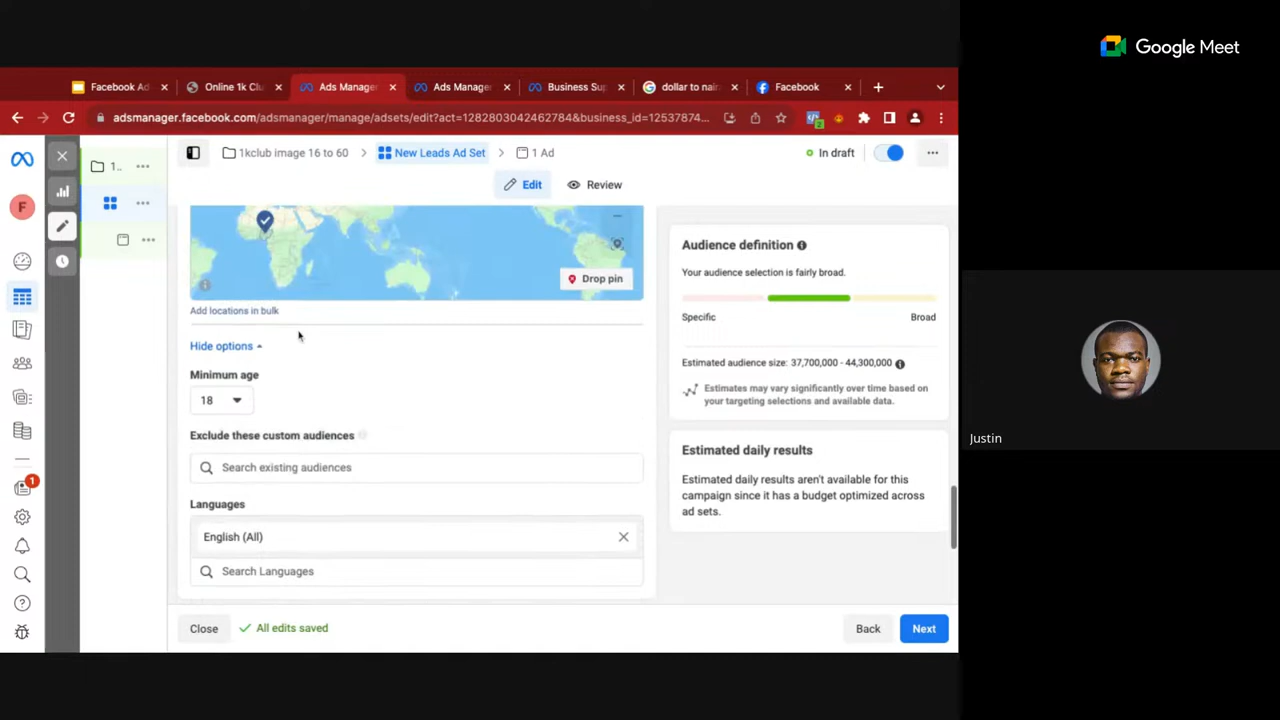 Google Meet
Facebook Ad
Online 1k Clu
Ads Manager
Ads Manager
Business Sup
dollar to nair
Facebook
adsmanager.facebook.com/adsmanager/manage/adsets/edit?act=1282803042462784&business_id=12537874...
1..
1kclub image 16 to 60
New Leads Ad Set
1 Ad
In draft
F
Edit
Review
Drop pin
Add locations in bulk
Hide options
Minimum age
18
Exclude these custom audiences
Search existing audiences
Languages
English (All)
Search Languages
Audience definition
Your audience selection is fairly broad.
Specific
Broad
Estimated audience size: 37,700,000 - 44,300,000
Estimates may vary significantly over time based on
your targeting selections and available data.
Estimated daily results
Estimated daily results aren't available for this
campaign since it has a budget optimized across
ad sets.
1
Close
All edits saved
Back
Next
Justin